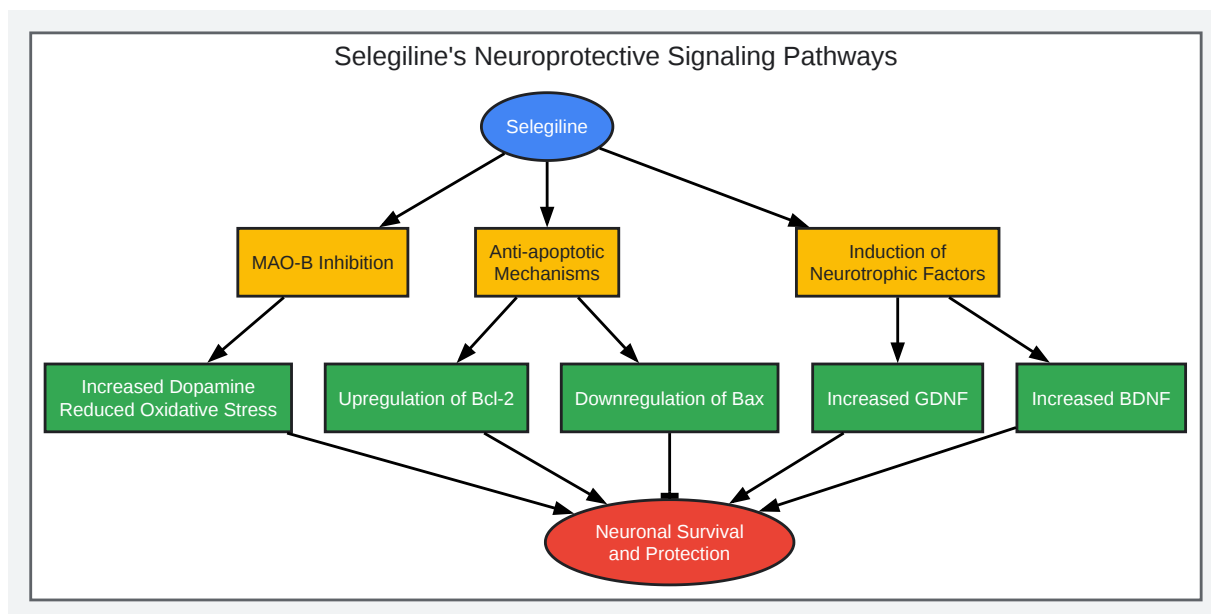 Selegiline's Neuroprotective Signaling Pathways
Selegiline
MAO-B Inhibition
Anti-apoptotic
Mechanisms
Induction of
Neurotrophic Factors
Increased Dopamine
Reduced Oxidative Stress
Upregulation of Bcl-2
Downregulation of Bax
Increased GDNF
Increased BDNF
Neuronal Survival
and Protection